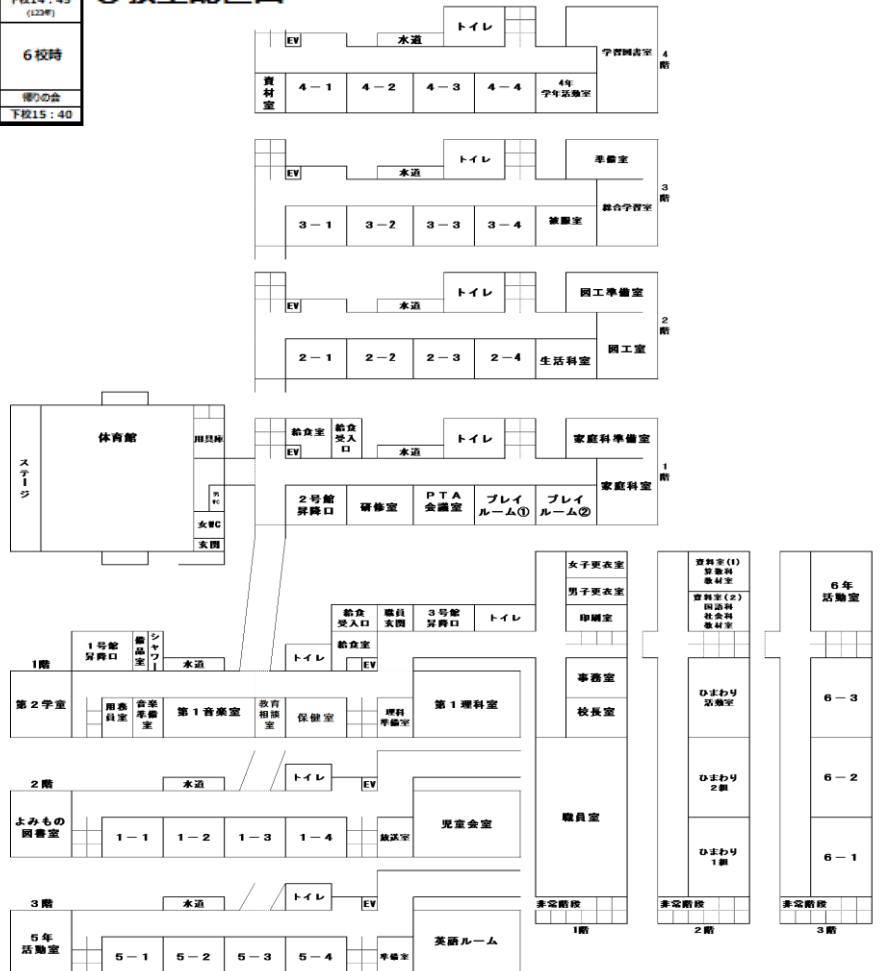 下校14：45
(123年)
6校時
帰りの会
下校15：40
トイレ
EV
水道
学習図書室
4階
資材室
4－1
4－2
4－3
4－4
4年
学年活動室
トイレ
準備室
EV
水道
3階
総合学習室
3－1
3－2
3－3
3－4
被服室
トイレ
図工準備室
EV
水道
2階
図工室
2－1
2－2
2－3
2－4
生活科室
体育館
用具庫
ステージ
男WC
女WC
玄関
給食室
給食
受入
口
トイレ
家庭科準備室
EV
水道
1階
家庭科室
2号館
昇降口
研修室
PTA
会議室
プレイ
ルーム①
プレイ
ルーム②
給食
受入口
職員
玄関
3号館
昇降口
トイレ
1号館
昇降口
備品室
シャワー
給食室
1階
水道
トイレ
EV
第2学童
用務
員室
音楽
準備
室
第1音楽室
教育
相談
室
保健室
理科
準備室
第1理科室
2階
水道
トイレ
EV
よみもの
図書室
1－1
1－2
1－3
1－4
放送室
児童会室
3階
水道
トイレ
EV
5年
活動室
5－1
5－2
5－3
5－4
準備室
英語ルーム
女子更衣室
男子更衣室
印刷室
事務室
校長室
職員室
非常階段
1階
資料室(1)
算数科
教材室
資料室(2)
国語科
社会科
教材室
ひまわり
活動室
ひまわり
2組
ひまわり
1組
非常階段
2階
6年
活動室
6－3
6－2
6－1
非常階段
3階